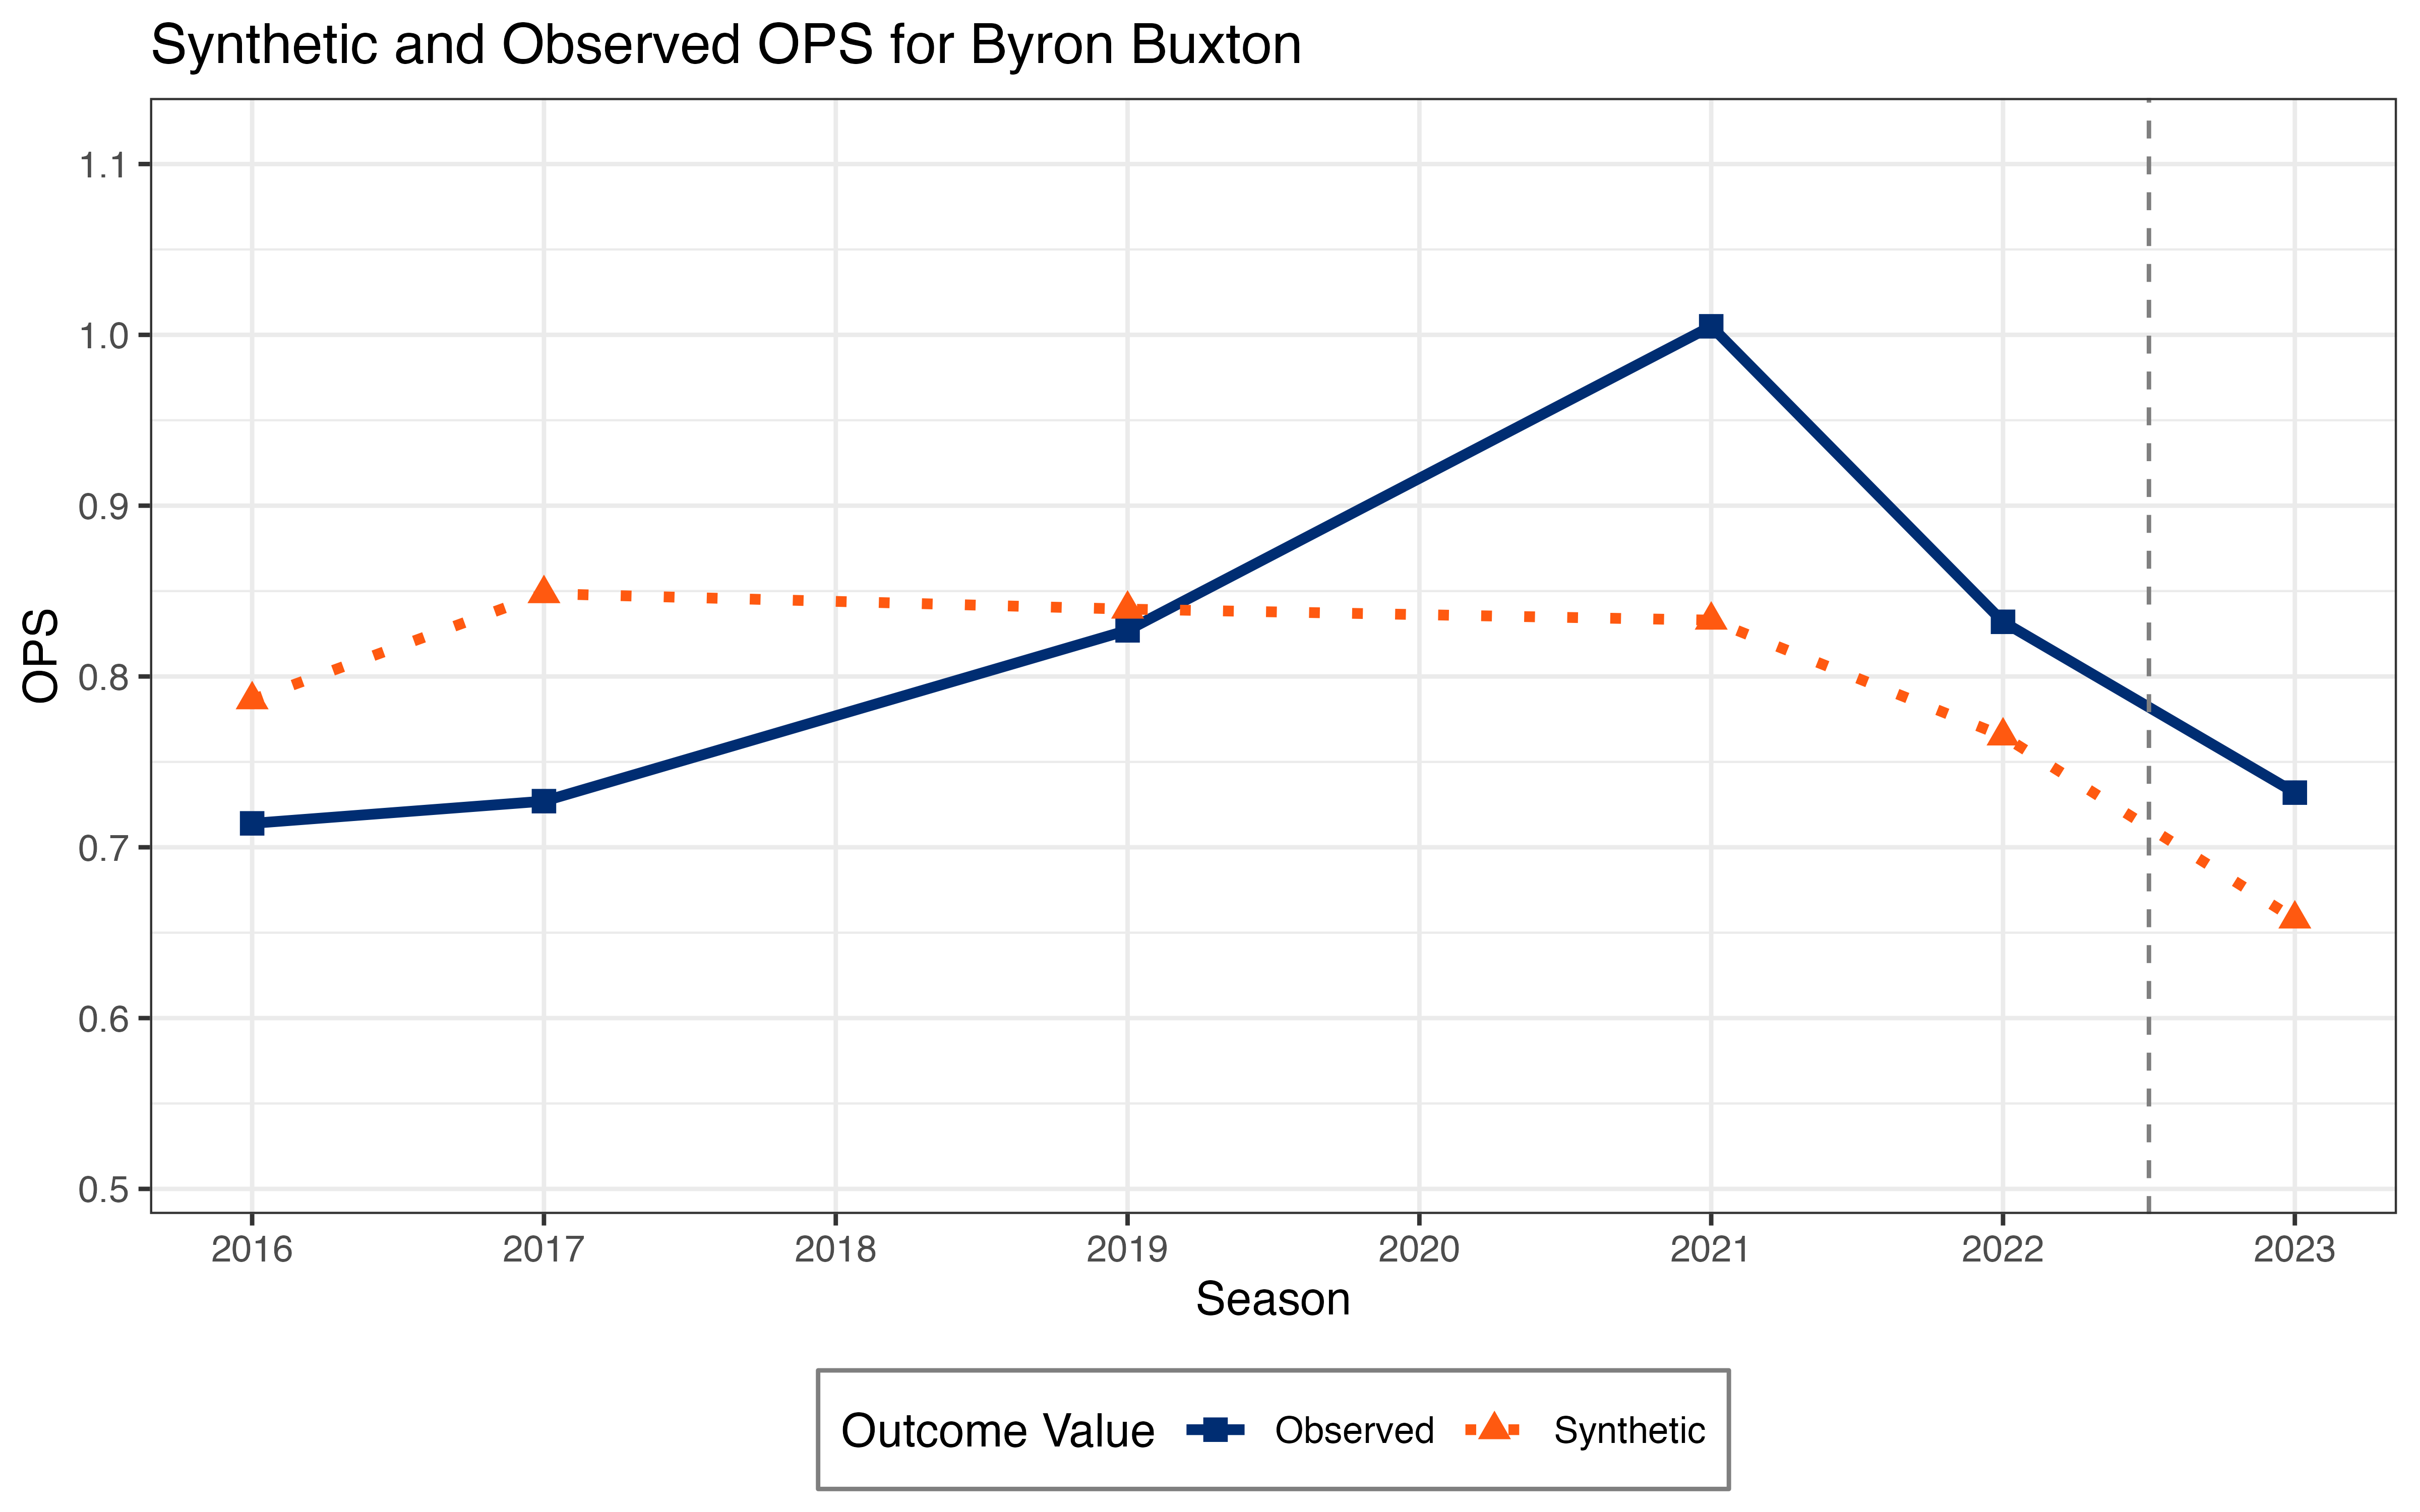 Synthetic and Observed OPS for Byron Buxton
1.1
1.0
0.9
0.8
0.7
0.6
0.5
OPS
2016 2017 2018 2019 2020 2021 2022 2023
Season
Outcome Value Observed Synthetic